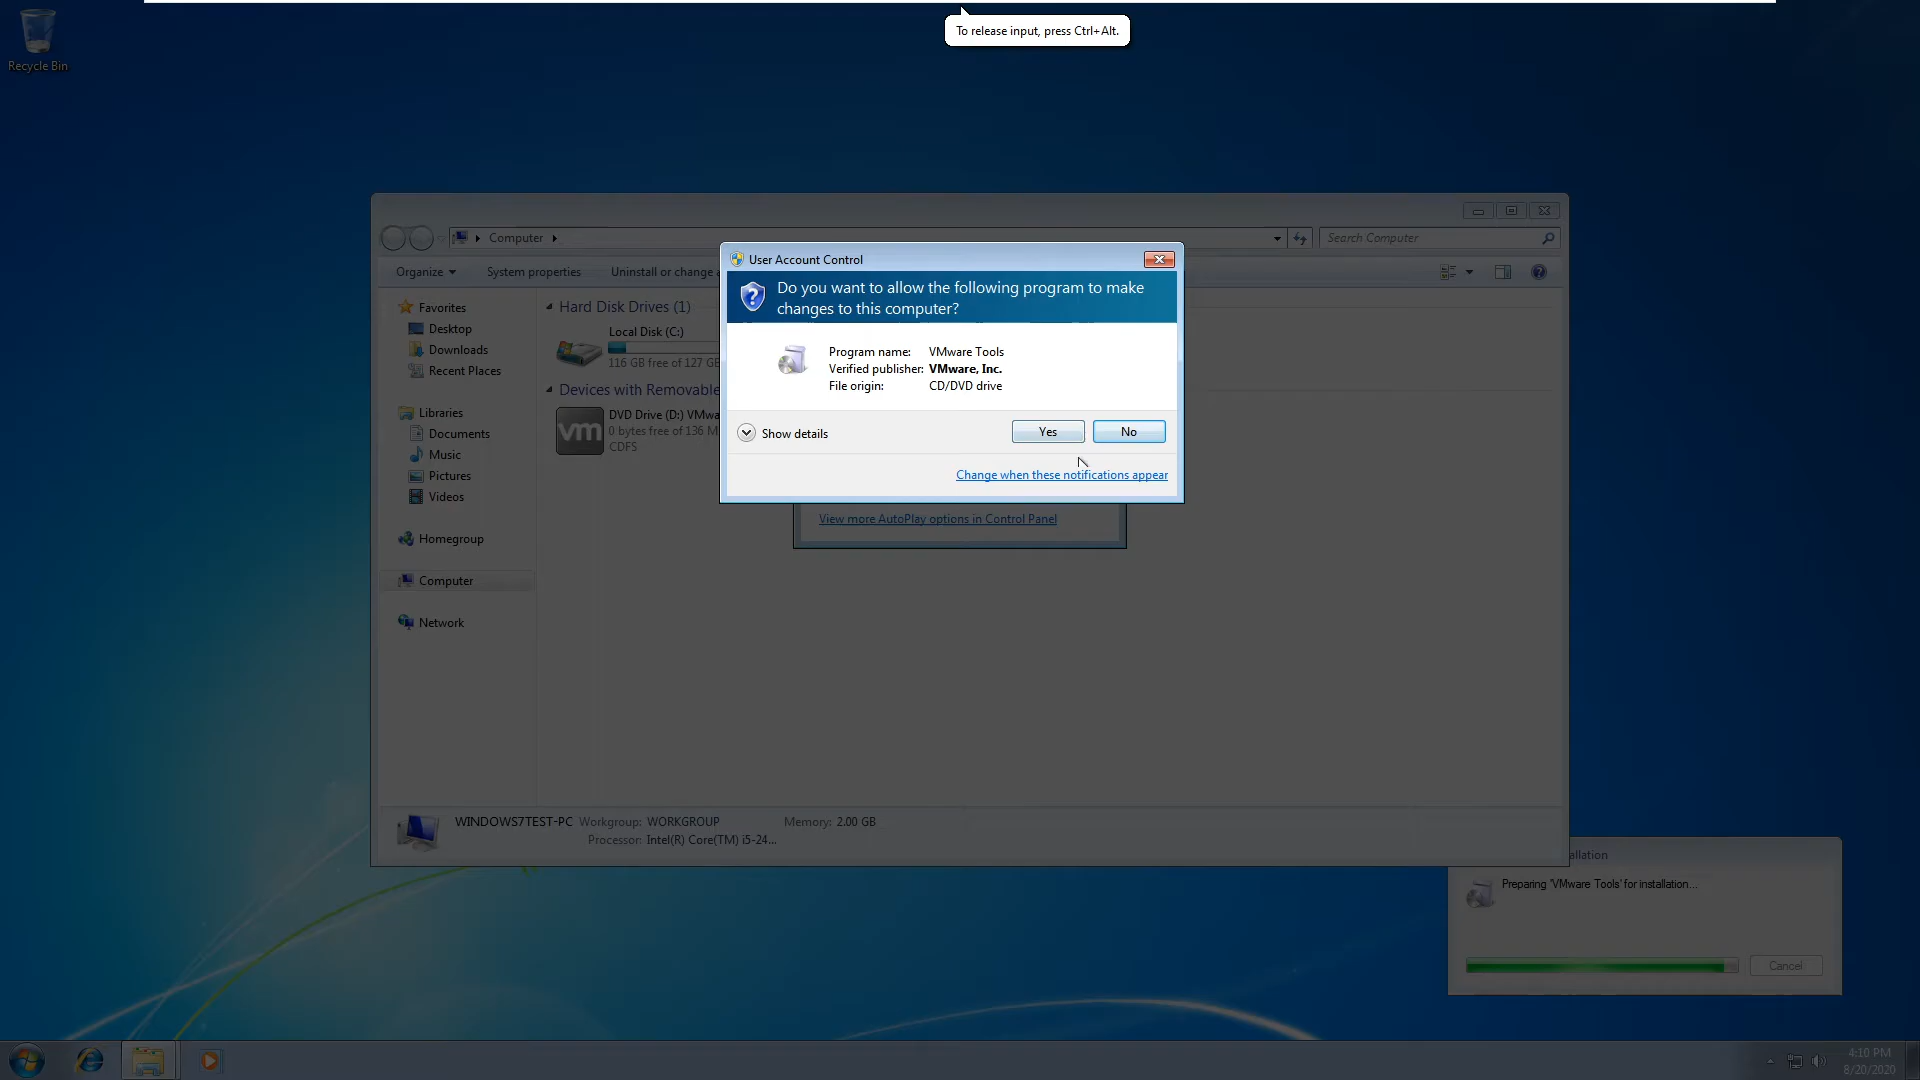 To release input, press Ctrl+Alt.
Recycle Bin
Computer
Search Computer
Organize
System properties
Uninstall or change
User Account Control
Do you want to allow the following program to make
changes to this computer?
Program name: VMware Tools
Verified publisher: VMware, Inc.
File origin: CD/DVD drive
Show details
Yes
No
Change when these notifications appear
View more AutoPlay options in Control Panel
Favorites
Desktop
Downloads
Recent Places
Libraries
Documents
Music
Pictures
Videos
Homegroup
Computer
Network
Hard Disk Drives (1)
Local Disk (C:)
116 GB free of 127 GB
Devices with Removable
vm
DVD Drive (D:) VMwa
0 bytes free of 136 M
CDFS
WINDOWS7TEST-PC Workgroup: WORKGROUP Memory: 2.00 GB
Processor: Intel(R) Core(TM) i5-24...
allation
Preparing 'VMware Tools' for installation...
Cancel
4:10 PM
8/20/2020